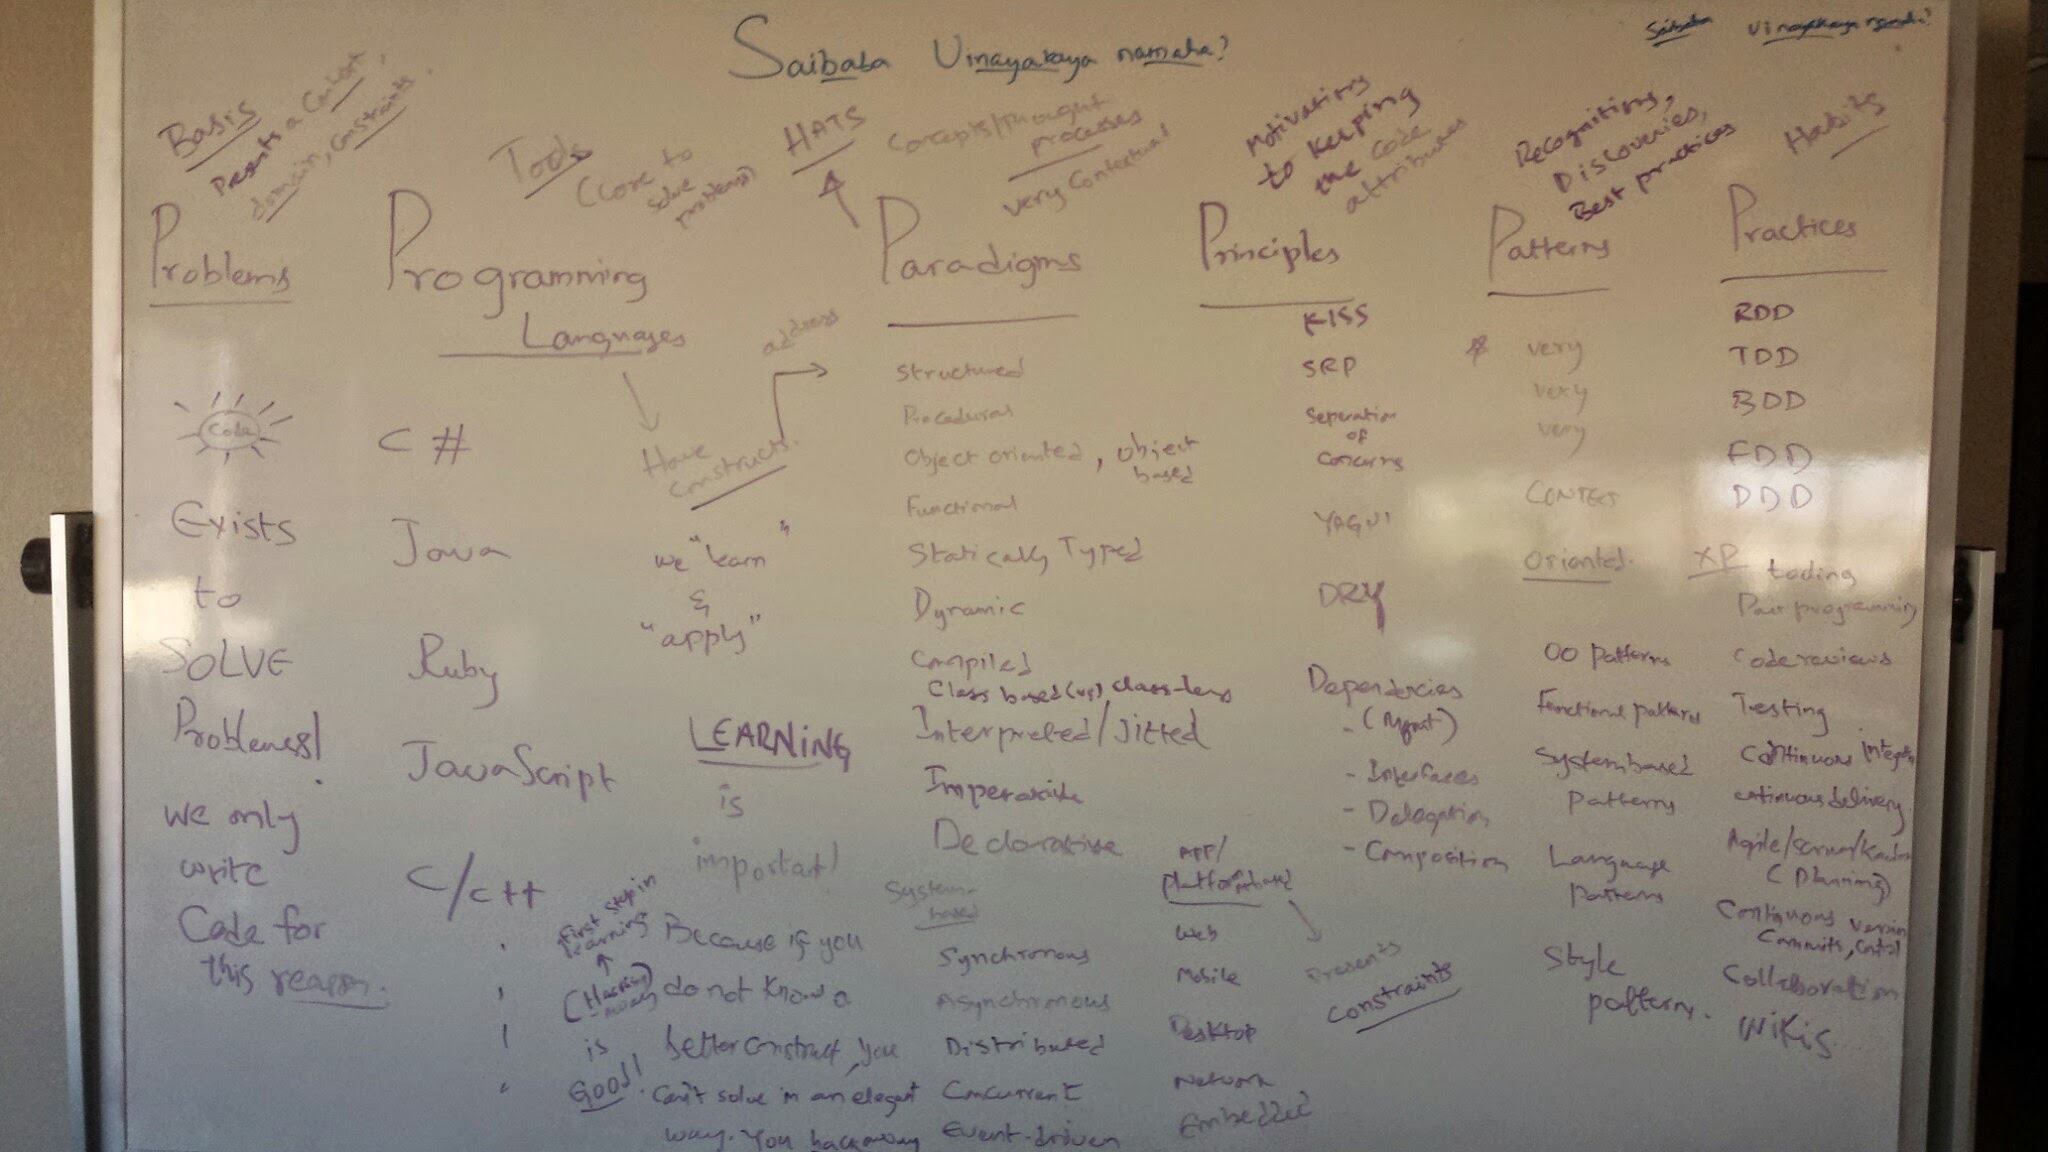 Saibaba Vinayakaya namaha?
Saibaba Vinayakaya
Basis
Presents a Context,
domain, constraints.
Problems
Code
Exists
to
SOLVE
Problems!
We only
write
Code for
this reason.
Tools
(Core to
solve
problems)
Programming
Languages
C #
Java
Ruby
JavaScript
C/C++
Have
constructs.
address
we "learn"
&
"apply"
LEARNiNG
is
important!
Because if you
do not know a
better construct, you
Can't solve in an elegant
way. You hack away
First step in
learning
(Hacking
away)
is
GOOD!
HATS
Concepts/thought
processes
very Contextual
Paradigms
Structured
Procedural
Object oriented, Object
based
Functional
Statically Typed
Dynamic
Compiled
Class based (vs) class-less
Interpreted/Jitted
Imperative
Declarative
System
based
Synchronous
Asynchronous
Distributed
Concurrent
Event-driven
APP/
Platform based
Web
Mobile
Desktop
Network
Embedded
Presents
constraints
Motivations
to keeping
the code
attributes
Principles
KISS
SRP
Seperation
of
concerns
YAGNI
DRY
Dependencies
- (Mgmt)
- Interfaces
- Delegation
- Composition
Recognitions,
Discoveries,
Best practices
Patterns
* very
very
very
CONTEXT
Oriented.
OO patterns
Functional patterns
System based
patterns
Language
patterns
Style
patterns.
Habits
Practices
RDD
TDD
BDD
FDD
DDD
XP
Pair programming
Code reviews
Testing
Continuous Integ
continuous delivery
Agile/Scrum/Kanban
(Planning)
Continuous Version
Commits, Control
Collaboration
Wikis